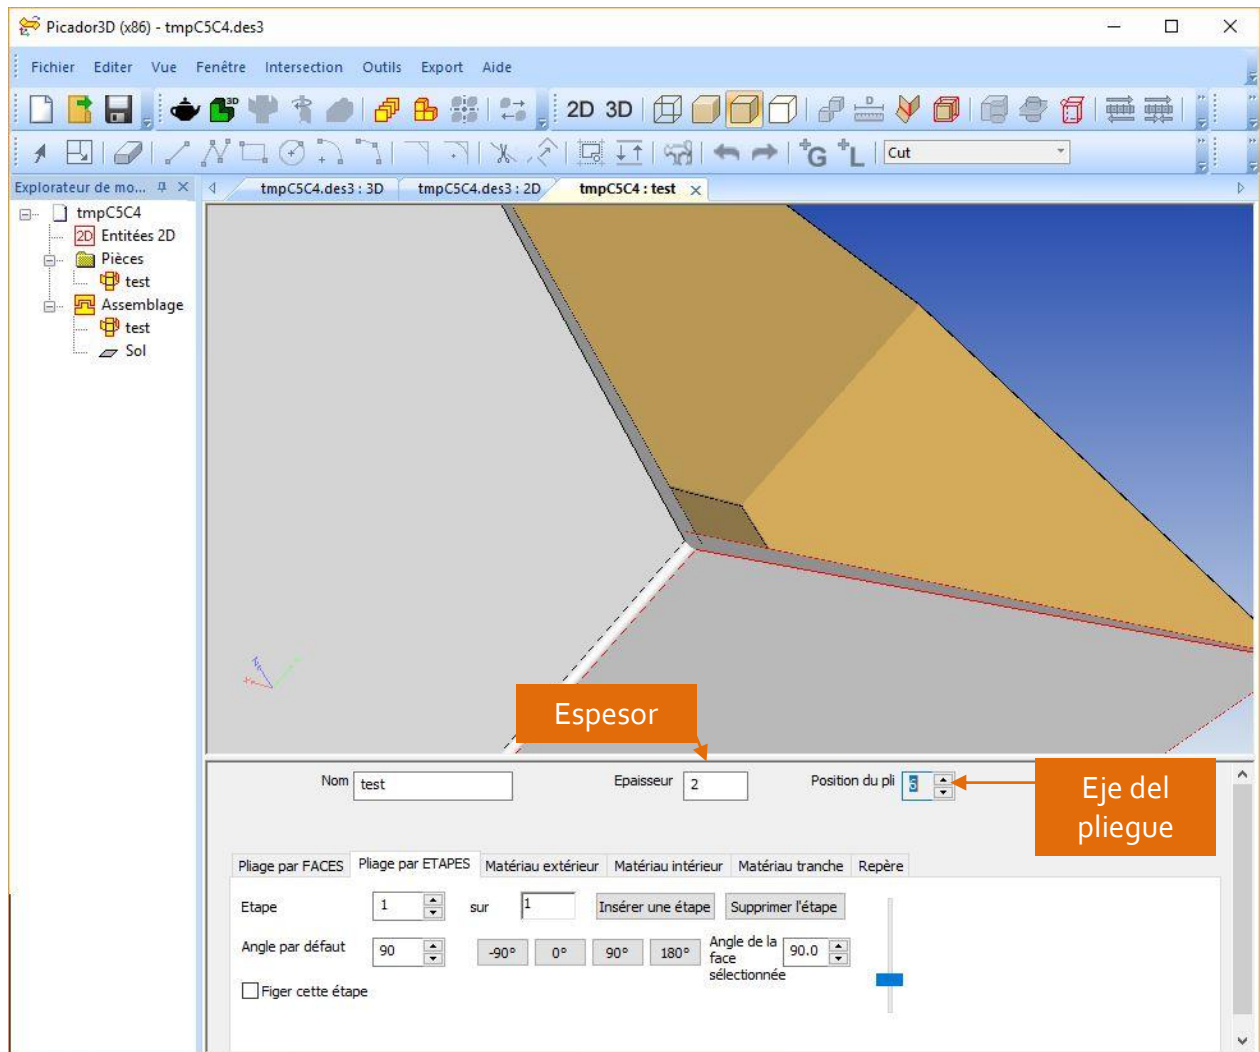 Picador3D (x86) - tmpC5C4.des3
Fichier Editer Vue Fenêtre Intersection Outils Export Aide
3D 2D 3D D
G L Cut
Explorateur de mo...
tmpC5C4.des3 : 3D tmpC5C4.des3 : 2D tmpC5C4 : test
tmpC5C4
2D Entitées 2D
Pièces
test
Assemblage
test
Sol
Espesor
Nom test Epaisseur 2 Position du pli
Eje del
pliegue
Pliage par FACES Pliage par ETAPES Matériau extérieur Matériau intérieur Matériau tranche Repère
Etape 1 sur 1 Insérer une étape Supprimer l'étape
Angle par défaut 90 -90° 0° 90° 180° Angle de la face sélectionnée 90.0
Figer cette étape